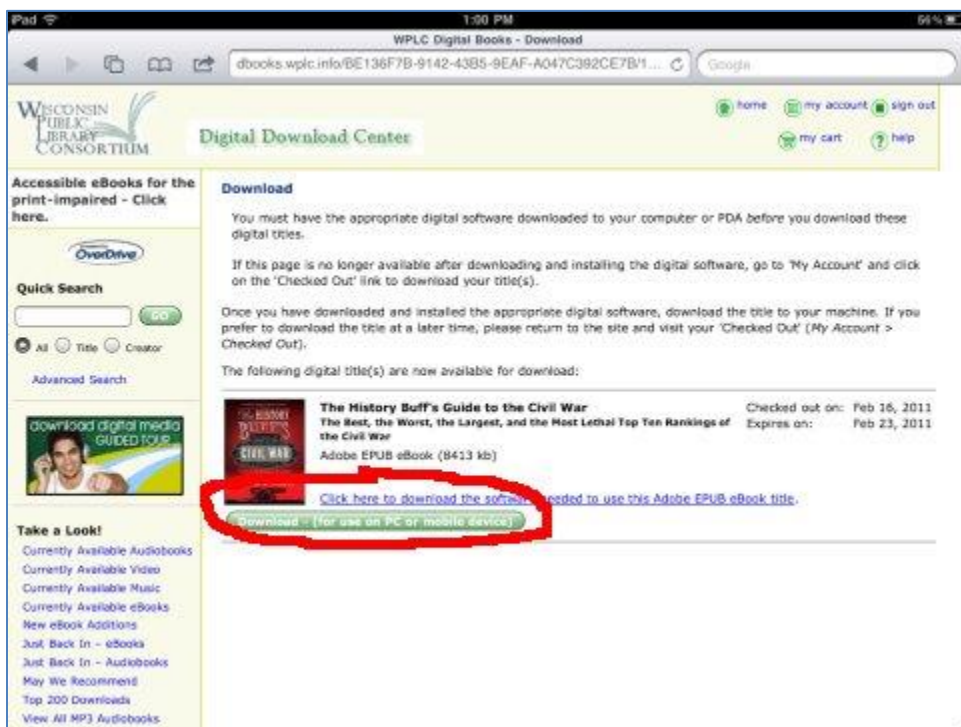 iPad 1:00 PM 56%
WPLC Digital Books - Download
dbooks.wplc.info/BE136F7B-9142-43B5-9EAF-A047C392CE7B/1... Google
WISCONSIN
PUBLIC
LIBRARY
CONSORTIUM
Digital Download Center
home my account sign out
my cart help
Accessible eBooks for the
print-impaired - Click
here.
OverDrive
Quick Search
GO
All Title Creator
Advanced Search
download digital media
GUIDED TOUR
Take a Look!
Currently Available Audiobooks
Currently Available Video
Currently Available Music
Currently Available eBooks
New eBook Additions
Just Back In - eBooks
Just Back In - Audiobooks
May We Recommend
Top 200 Downloads
View All MP3 Audiobooks
Download
You must have the appropriate digital software downloaded to your computer or PDA before you download these
digital titles.
If this page is no longer available after downloading and installing the digital software, go to 'My Account' and click
on the 'Checked Out' link to download your title(s).
Once you have downloaded and installed the appropriate digital software, download the title to your machine. If you
prefer to download the title at a later time, please return to the site and visit your 'Checked Out' (My Account >
Checked Out).
The following digital title(s) are now available for download:
THE HISTORY
BUFF'S
GUIDE TO THE
CIVIL WAR
The History Buff's Guide to the Civil War
The Best, the Worst, the Largest, and the Most Lethal Top Ten Rankings of
the Civil War
Adobe EPUB eBook (8413 kb)
Checked out on: Feb 16, 2011
Expires on: Feb 23, 2011
Click here to download the software needed to use this Adobe EPUB eBook title.
Download - (for use on PC or mobile device)